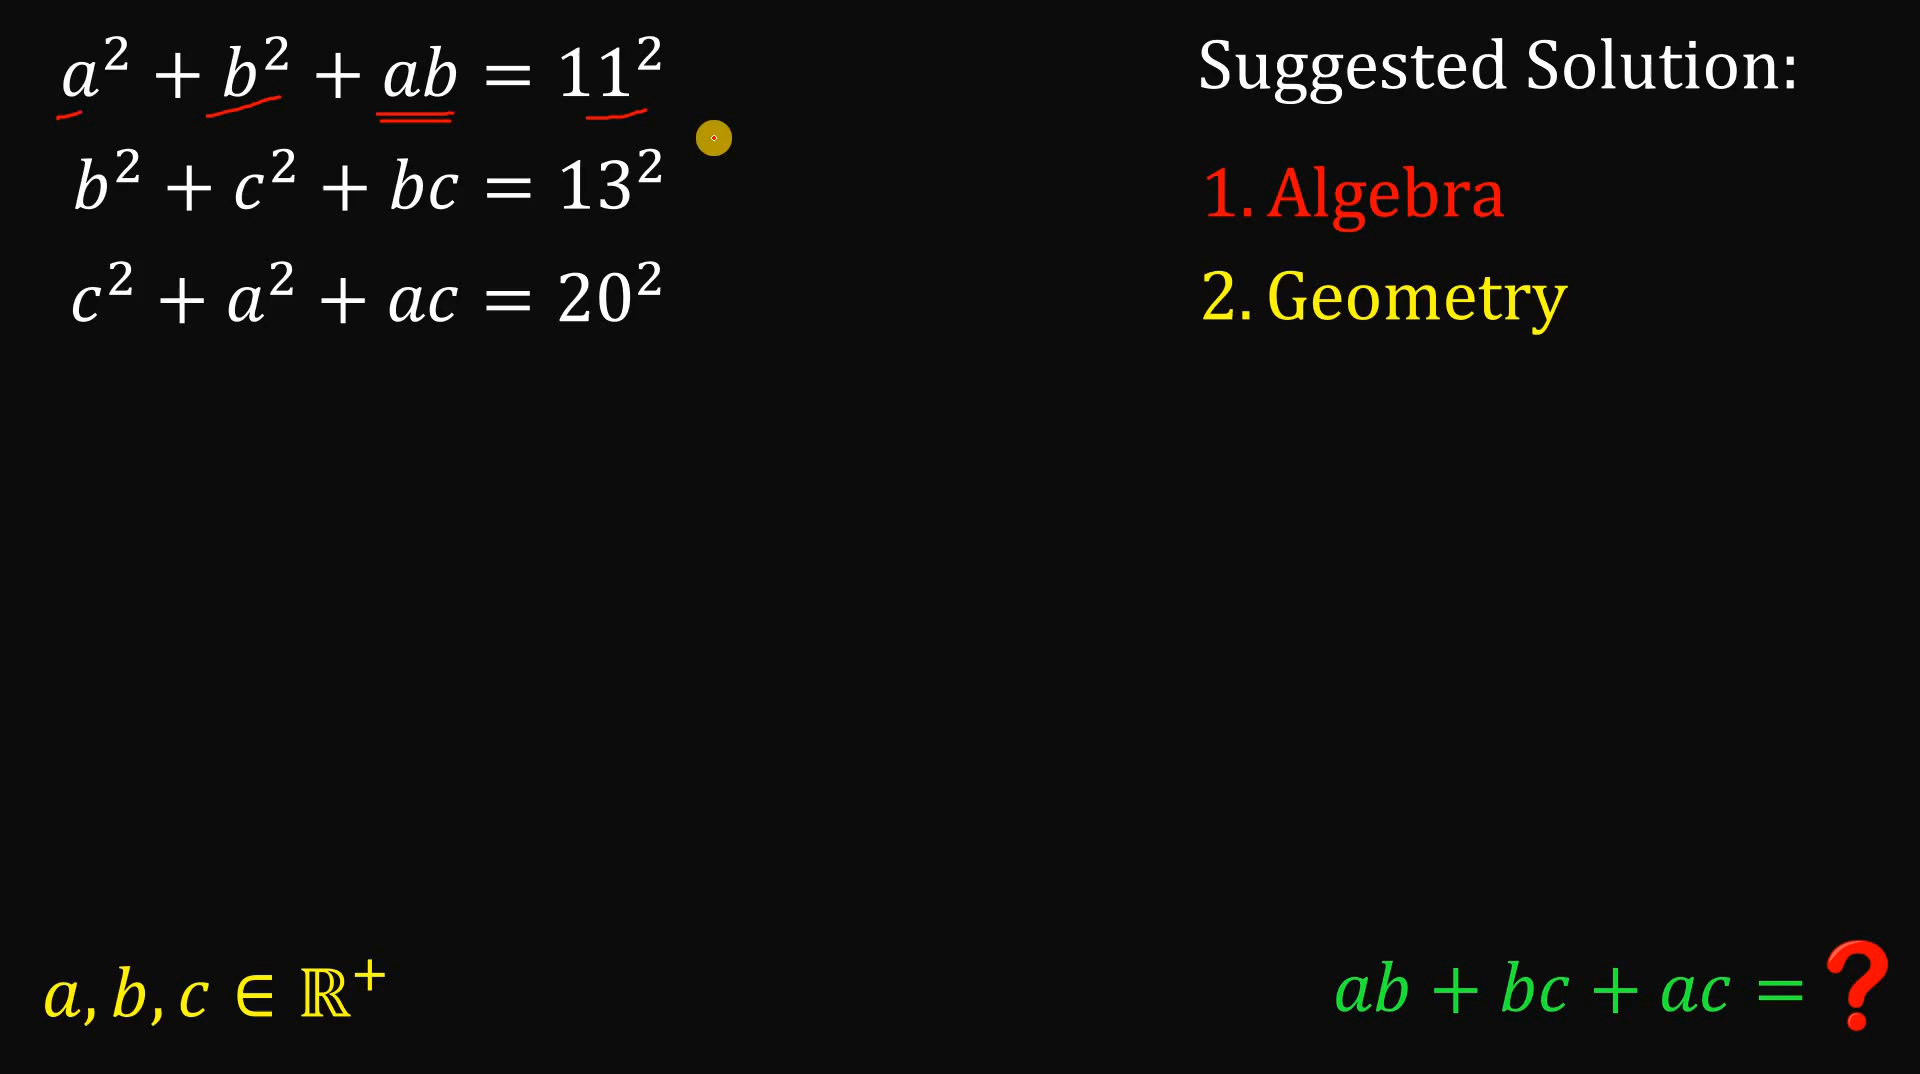 a² + b² + ab = 11²
b² + c² + bc = 13²
c² + a² + ac = 20²
Suggested Solution:
1. Algebra
2. Geometry
a, b, c ∈ ℝ⁺
ab + bc + ac = ❓